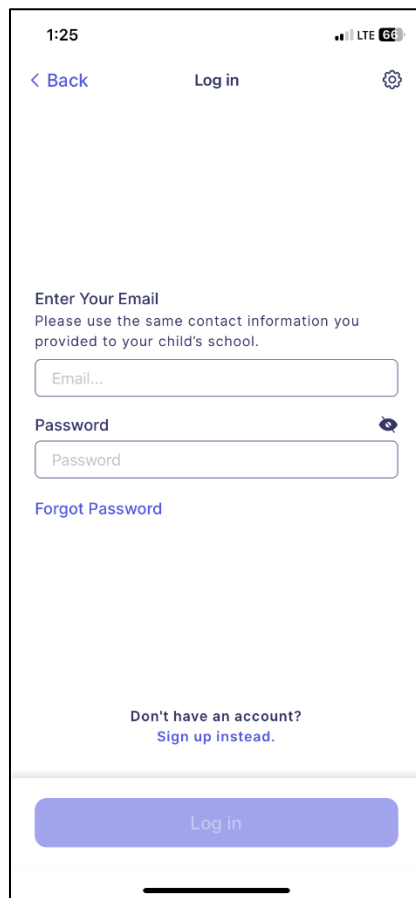 1:25 LTE 66
Back Log in
Enter Your Email
Please use the same contact information you
provided to your child's school.
Email...
Password
Password
Forgot Password
Don't have an account?
Sign up instead.
Log in